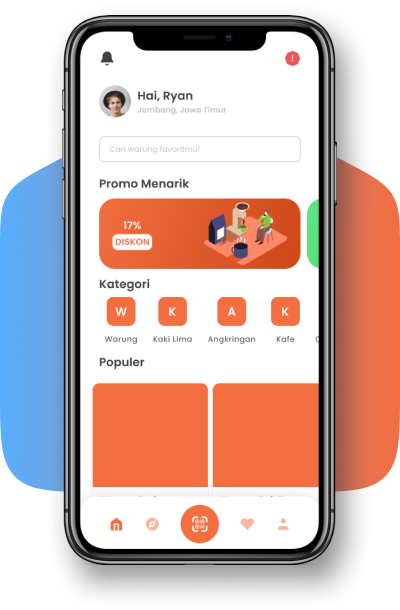 Hai, Ryan
Jombang, Jawa Timur
Cari warung favoritmu!
Promo Menarik
17%
DISKON
Kategori
W K A K
Warung Kaki Lima Angkringan Kafe
Populer